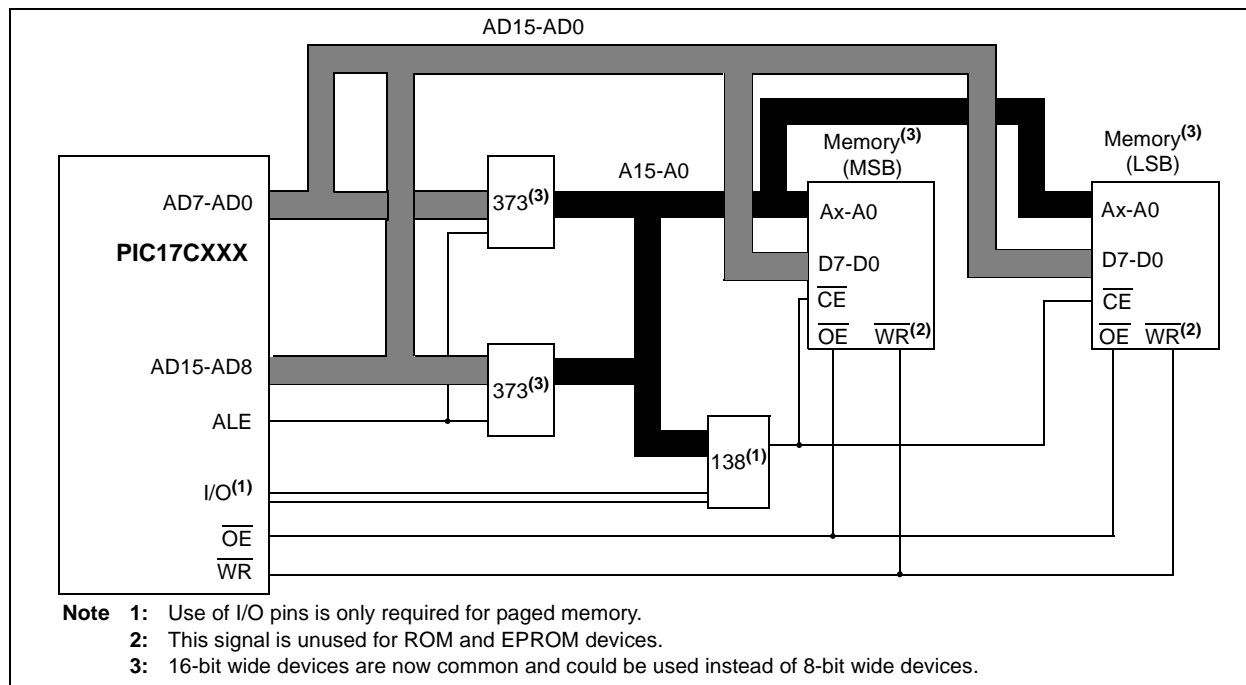 AD15-AD0
Memory(3)
(MSB)
Memory(3)
(LSB)
A15-A0
AD7-AD0
373(3)
Ax-A0
Ax-A0
PIC17CXXX
D7-D0
D7-D0
CE
CE
OE WR(2)
OE WR(2)
AD15-AD8
373(3)
ALE
138(1)
I/O(1)
OE
WR
Note 1: Use of I/O pins is only required for paged memory.
2: This signal is unused for ROM and EPROM devices.
3: 16-bit wide devices are now common and could be used instead of 8-bit wide devices.